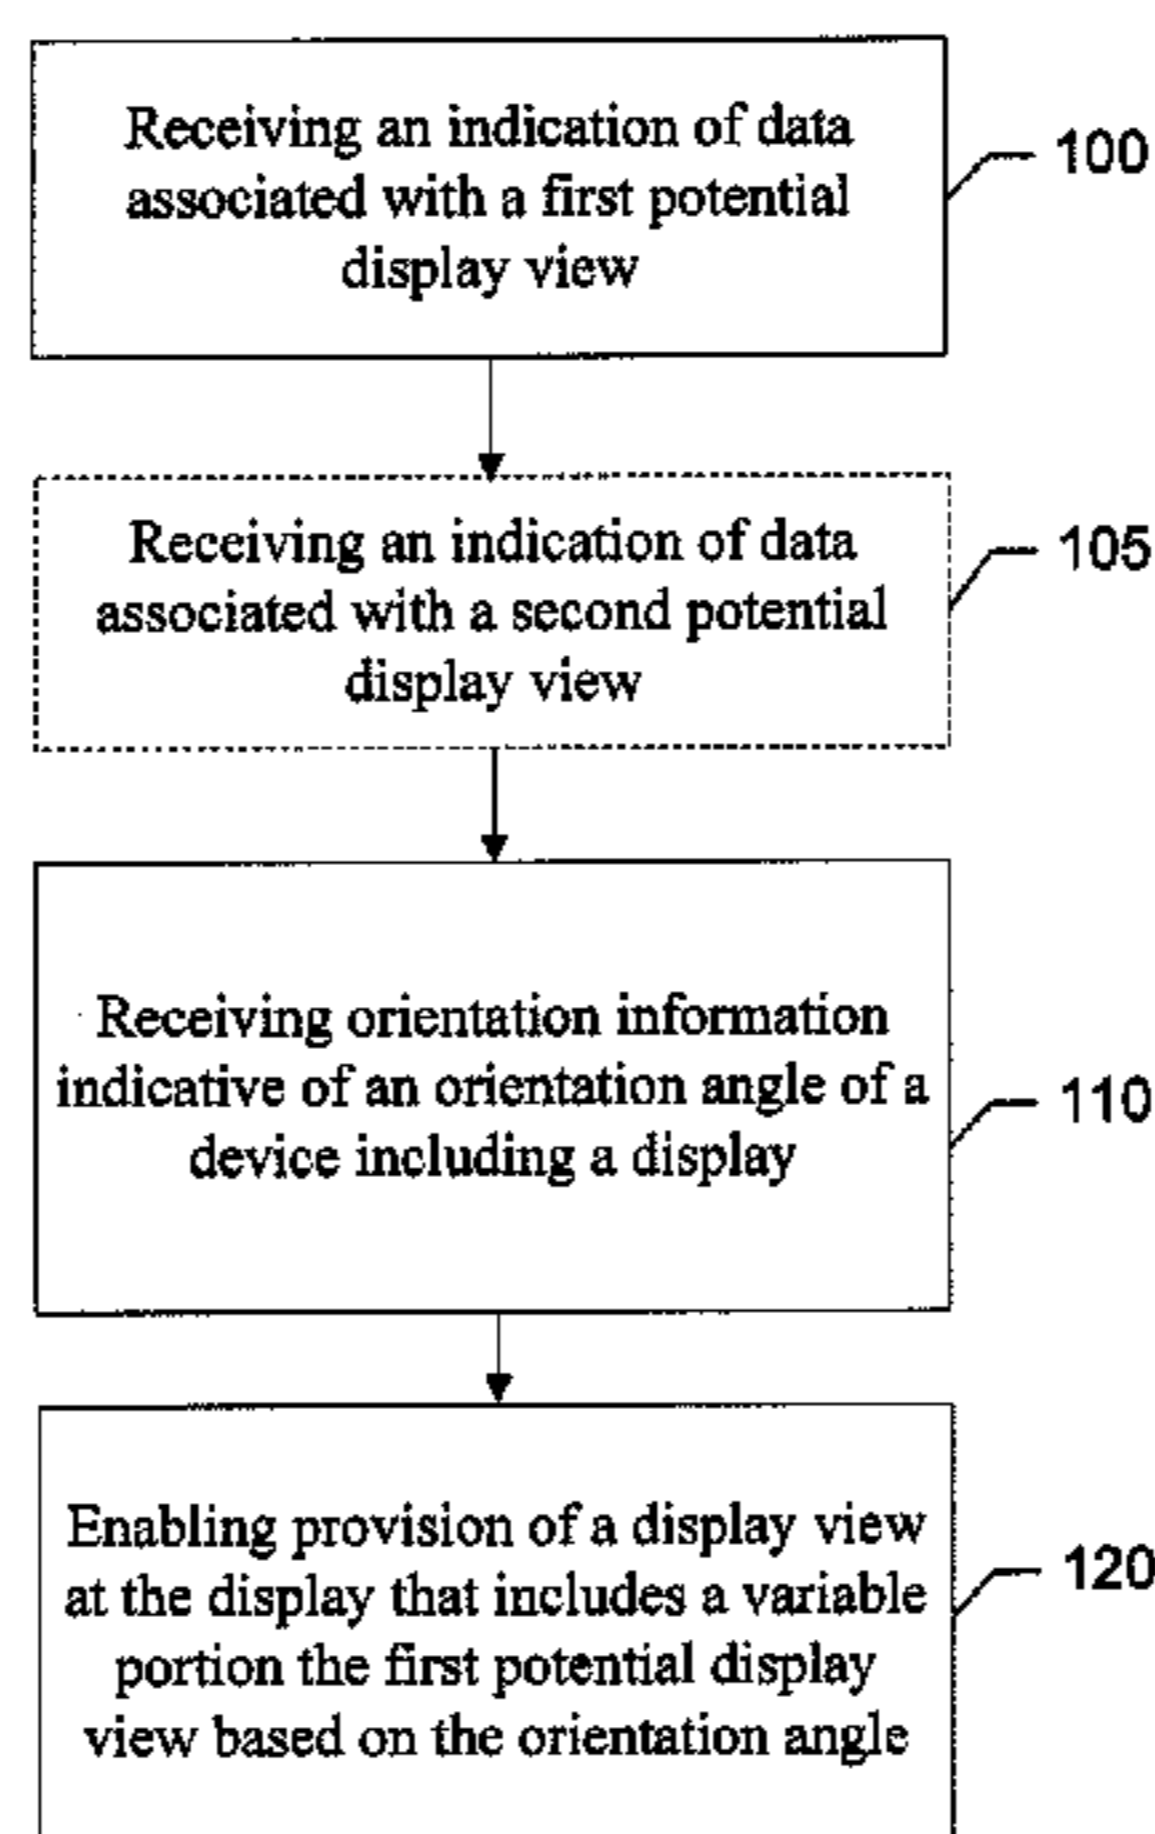 Receiving an indication of data
associated with a first potential
display view
100
Receiving an indication of data
associated with a second potential
display view
105
Receiving orientation information
indicative of an orientation angle of a
device including a display
110
Enabling provision of a display view
at the display that includes a variable
portion the first potential display
view based on the orientation angle
120